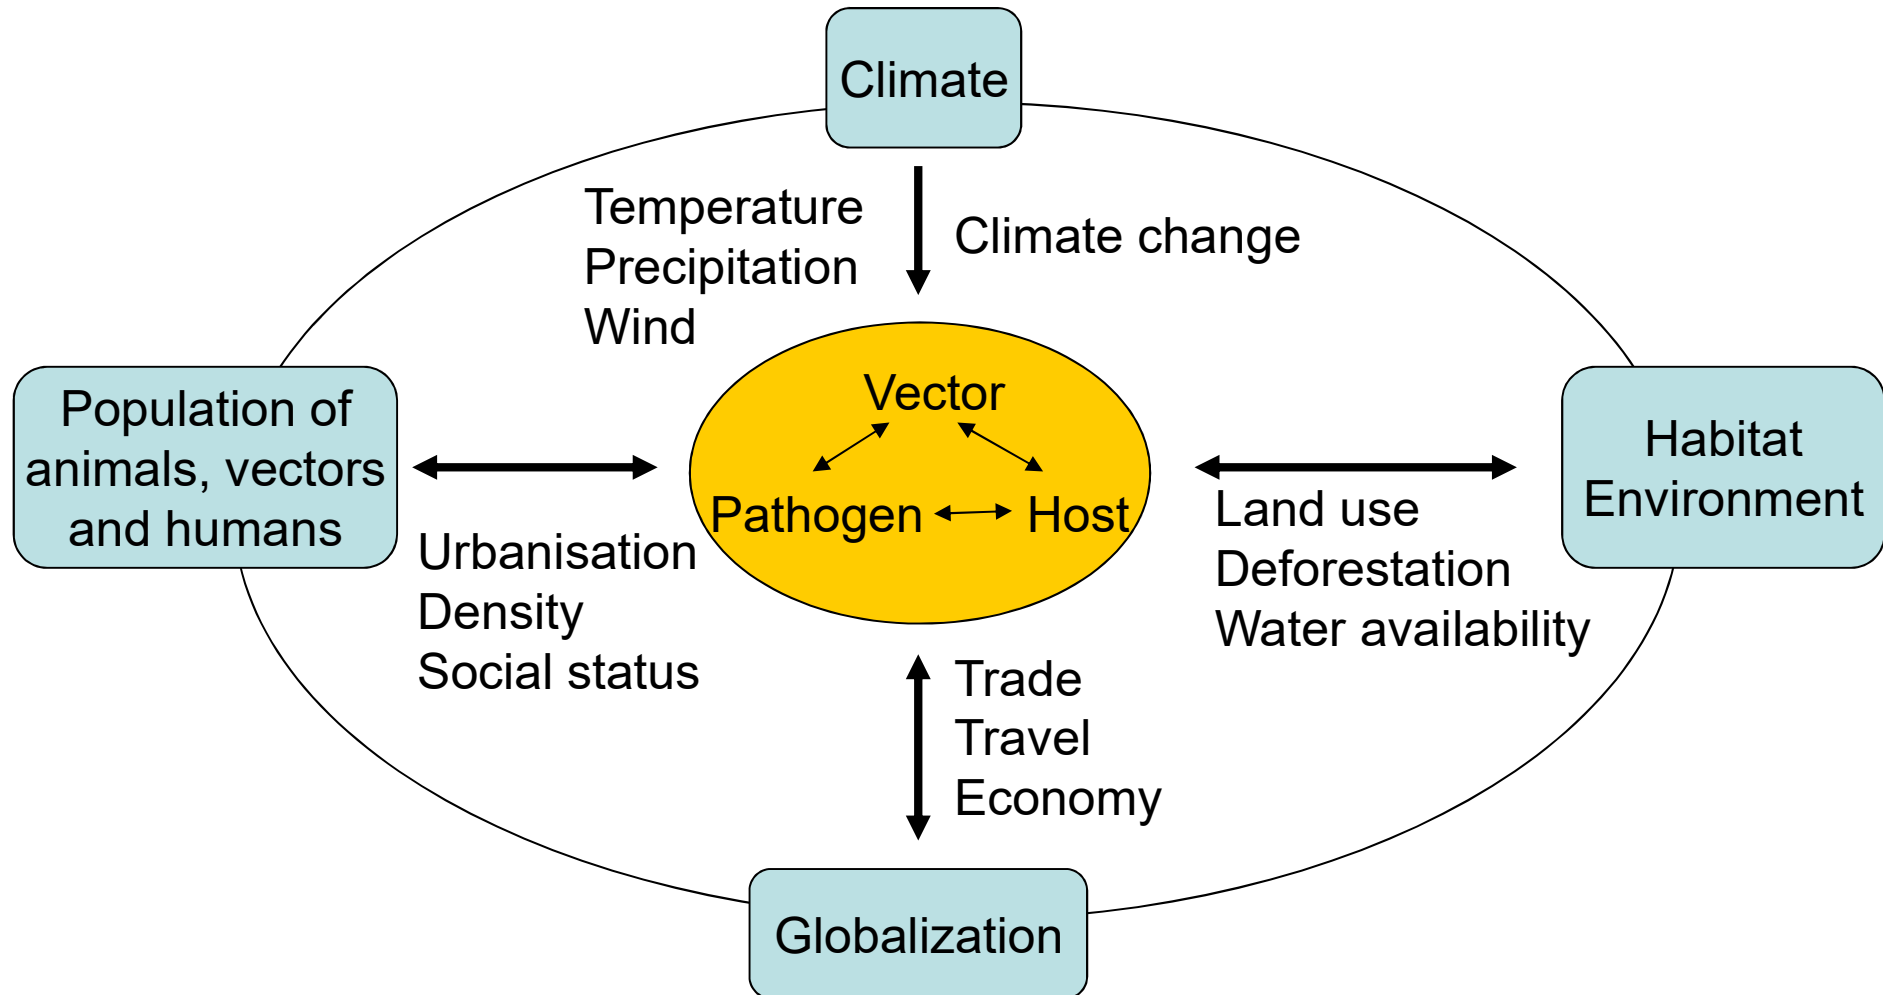 Climate
Temperature
Precipitation
Wind
Climate change
Population of
animals, vectors
and humans
Vector
Pathogen
Host
Habitat
Environment
Urbanisation
Density
Social status
Land use
Deforestation
Water availability
Trade
Travel
Economy
Globalization